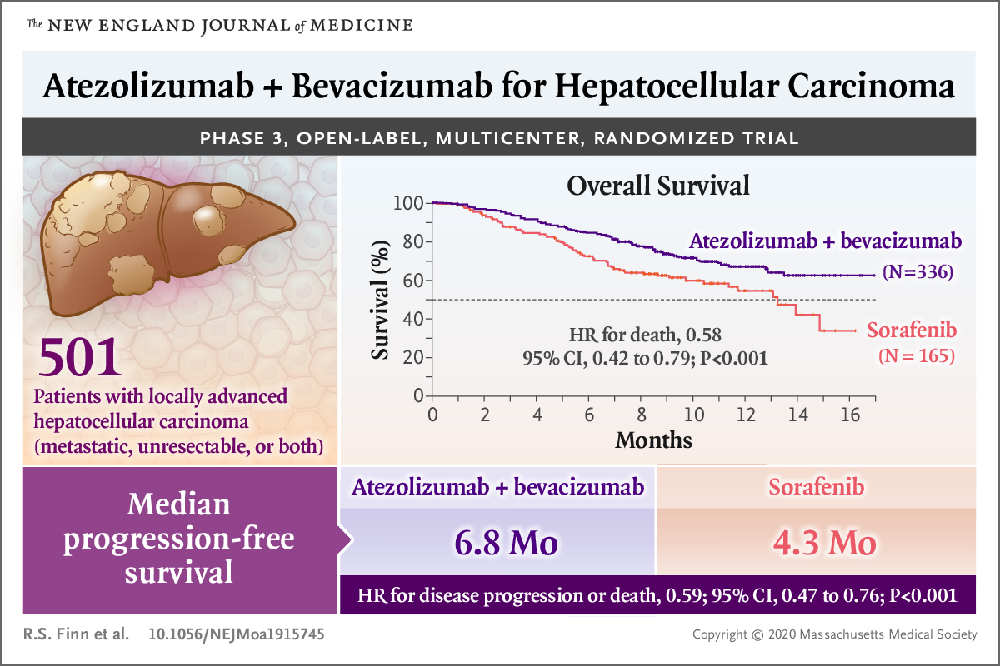 The NEW ENGLAND JOURNAL of MEDICINE
Atezolizumab + Bevacizumab for Hepatocellular Carcinoma
PHASE 3, OPEN-LABEL, MULTICENTER, RANDOMIZED TRIAL
501
Patients with locally advanced
hepatocellular carcinoma
(metastatic, unresectable, or both)
Overall Survival
Survival (%)
100
80
60
40
20
0
Atezolizumab + bevacizumab
(N=336)
Sorafenib
(N = 165)
HR for death, 0.58
95% CI, 0.42 to 0.79; P<0.001
0 2 4 6 8 10 12 14 16
Months
Median
progression-free
survival
Atezolizumab + bevacizumab
6.8 Mo
Sorafenib
4.3 Mo
HR for disease progression or death, 0.59; 95% CI, 0.47 to 0.76; P<0.001
R.S. Finn et al. 10.1056/NEJMoa1915745
Copyright © 2020 Massachusetts Medical Society